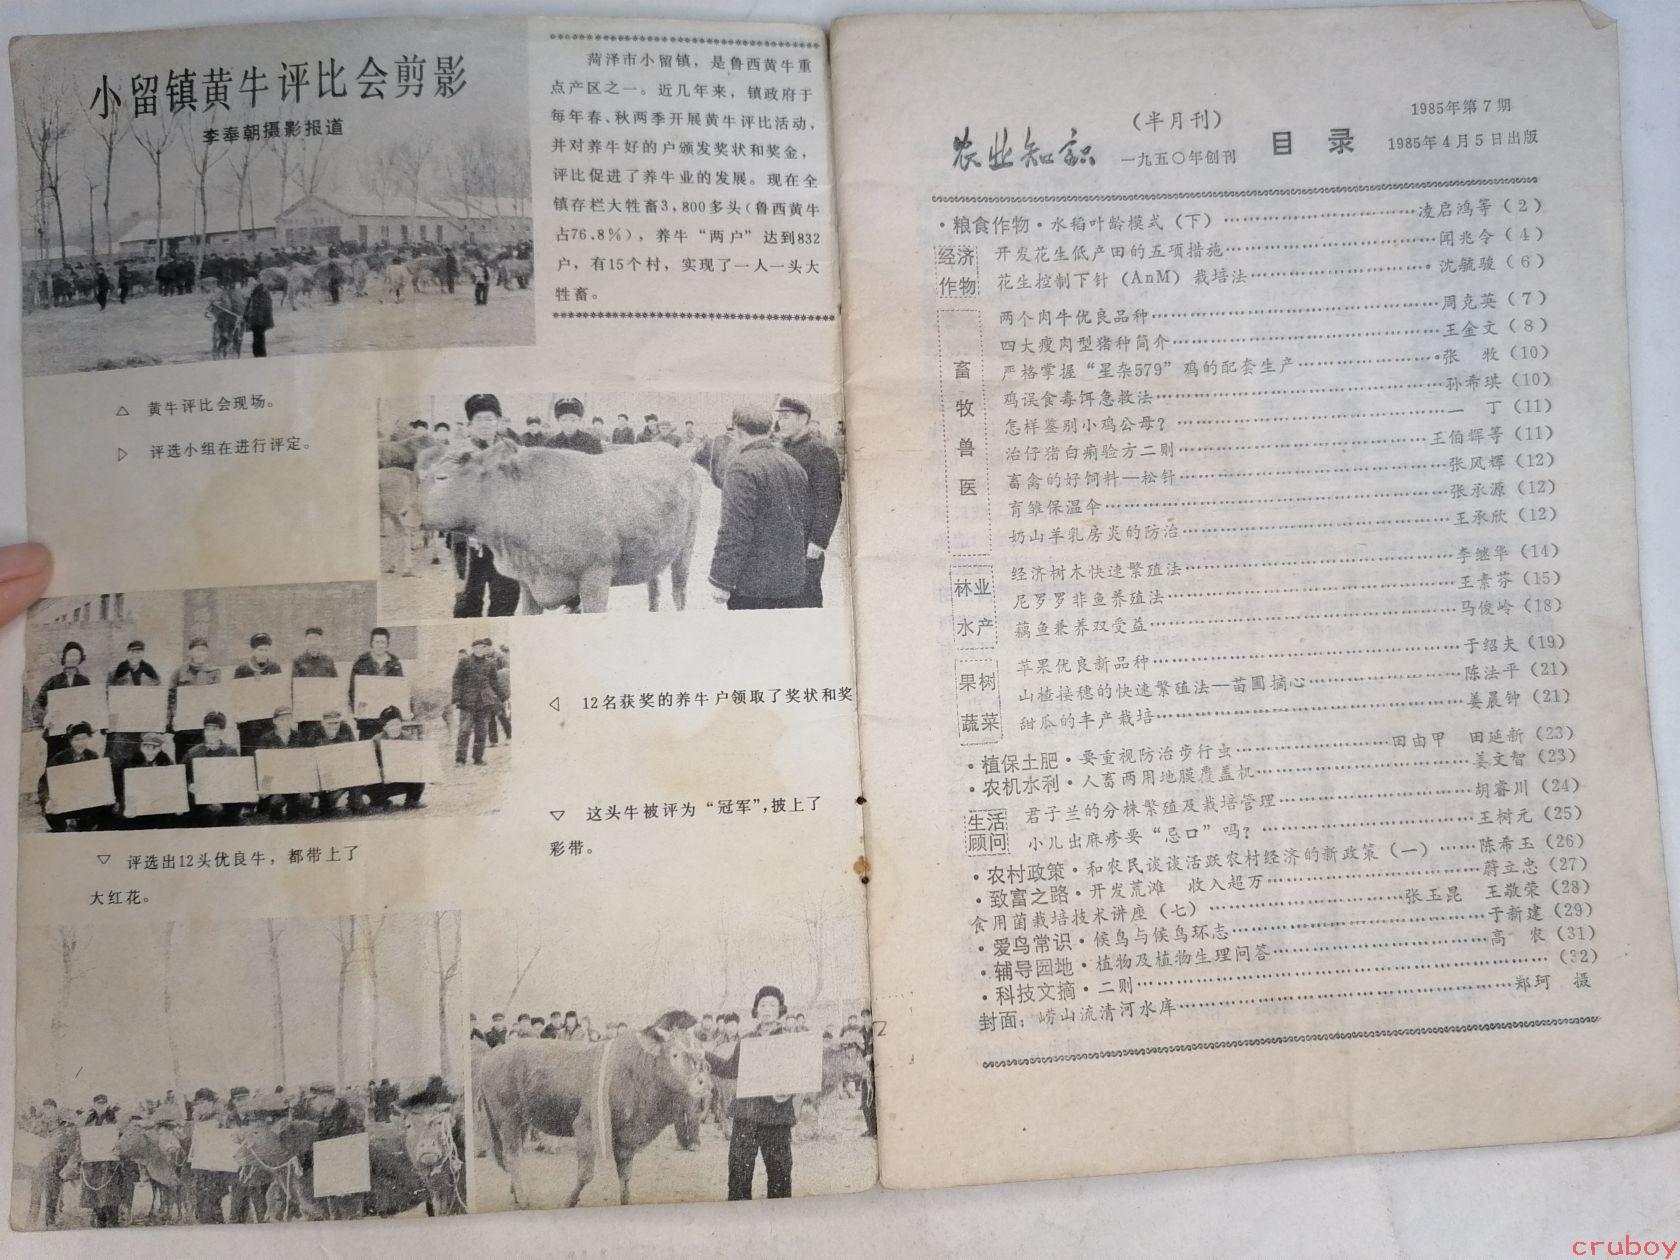 小留镇黄牛评比会剪影
李奉朝摄影报道
菏泽市小留镇，是鲁西黄牛重
点产区之一。近几年来，镇政府于
每年春、秋两季开展黄牛评比活动，
并对养牛好的户颁发奖状和奖金，
评比促进了养牛业的发展。现在全
镇存栏大牲畜3,800多头(鲁西黄牛
占76.8%)，养牛“两户”达到832
户，有15个村，实现了一人一头大
牲畜。
△ 黄牛评比会现场。
▷ 评选小组在进行评定。
◁ 12名获奖的养牛户领取了奖状和奖
▽ 这头牛被评为“冠军”，披上了
彩带。
▽ 评选出12头优良牛，都带上了
大红花。
农业知识
(半月刊)
一九五〇年创刊
目 录
1985年第7期
1985年4月5日出版
·粮食作物·水稻叶龄模式（下）……凌启鸿等（2）
经济
作物
开发花生低产田的五项措施……闻兆令（4）
花生控制下针（AnM）栽培法……沈毓骏（6）
畜
牧
兽
医
两个肉牛优良品种……周克英（7）
四大瘦肉型猪种简介……王金文（8）
严格掌握“星杂579”鸡的配套生产……张 牧（10）
鸡误食毒饵急救法……孙希琪（10）
怎样鉴别小鸡公母？……一 丁（11）
治仔猪白痢验方二则……王伯辉等（11）
畜禽的好饲料—松针……张风辉（12）
育雏保温伞……张承源（12）
奶山羊乳房炎的防治……王承欣（12）
林业
水产
经济树木快速繁殖法……李继华（14）
尼罗罗非鱼养殖法……王素芬（15）
藕鱼兼养双受益……马俊岭（18）
果树
蔬菜
苹果优良新品种……于绍夫（19）
山楂接穗的快速繁殖法—苗圃摘心……陈法平（21）
甜瓜的丰产栽培……姜晨钟（21）
·植保土肥·要重视防治步行虫……田由甲 田延新（23）
·农机水利·人畜两用地膜覆盖机……姜文智（23）
生活
顾问
君子兰的分株繁殖及栽培管理……胡睿川（24）
小儿出麻疹要“忌口”吗？……王树元（25）
·农村政策·和农民谈谈活跃农村经济的新政策（一）……陈希玉（26）
·致富之路·开发荒滩 收入超万……蔚立忠（27）
食用菌栽培技术讲座（七）……张玉昆 王敬荣（28）
·爱鸟常识·候鸟与候鸟环志……于新建（29）
·辅导园地·植物及植物生理问答……高 农（31）
·科技文摘·二则……（32）
封面：崂山流清河水库……郑珂 摄
cruboy